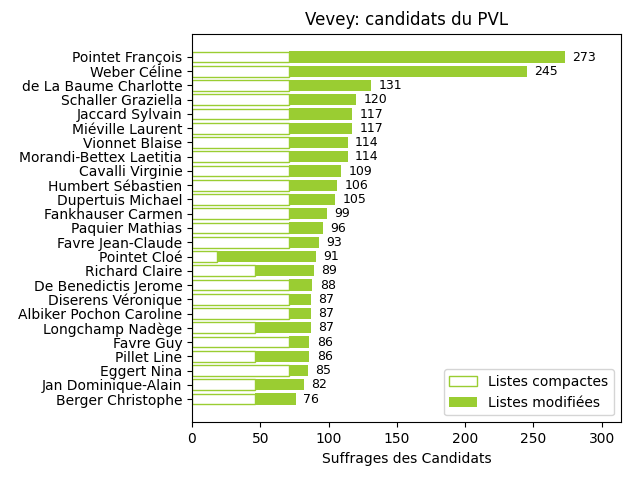 Vevey: candidats du PVL
Pointet François 273
Weber Céline 245
de La Baume Charlotte 131
Schaller Graziella 120
Jaccard Sylvain 117
Miéville Laurent 117
Vionnet Blaise 114
Morandi-Bettex Laetitia 114
Cavalli Virginie 109
Humbert Sébastien 106
Dupertuis Michael 105
Fankhauser Carmen 99
Paquier Mathias 96
Favre Jean-Claude 93
Pointet Cloé 91
Richard Claire 89
De Benedictis Jerome 88
Diserens Véronique 87
Albiker Pochon Caroline 87
Longchamp Nadège 87
Favre Guy 86
Pillet Line 86
Eggert Nina 85
Jan Dominique-Alain 82
Berger Christophe 76
Listes compactes
Listes modifiées
0 50 100 150 200 250 300
Suffrages des Candidats